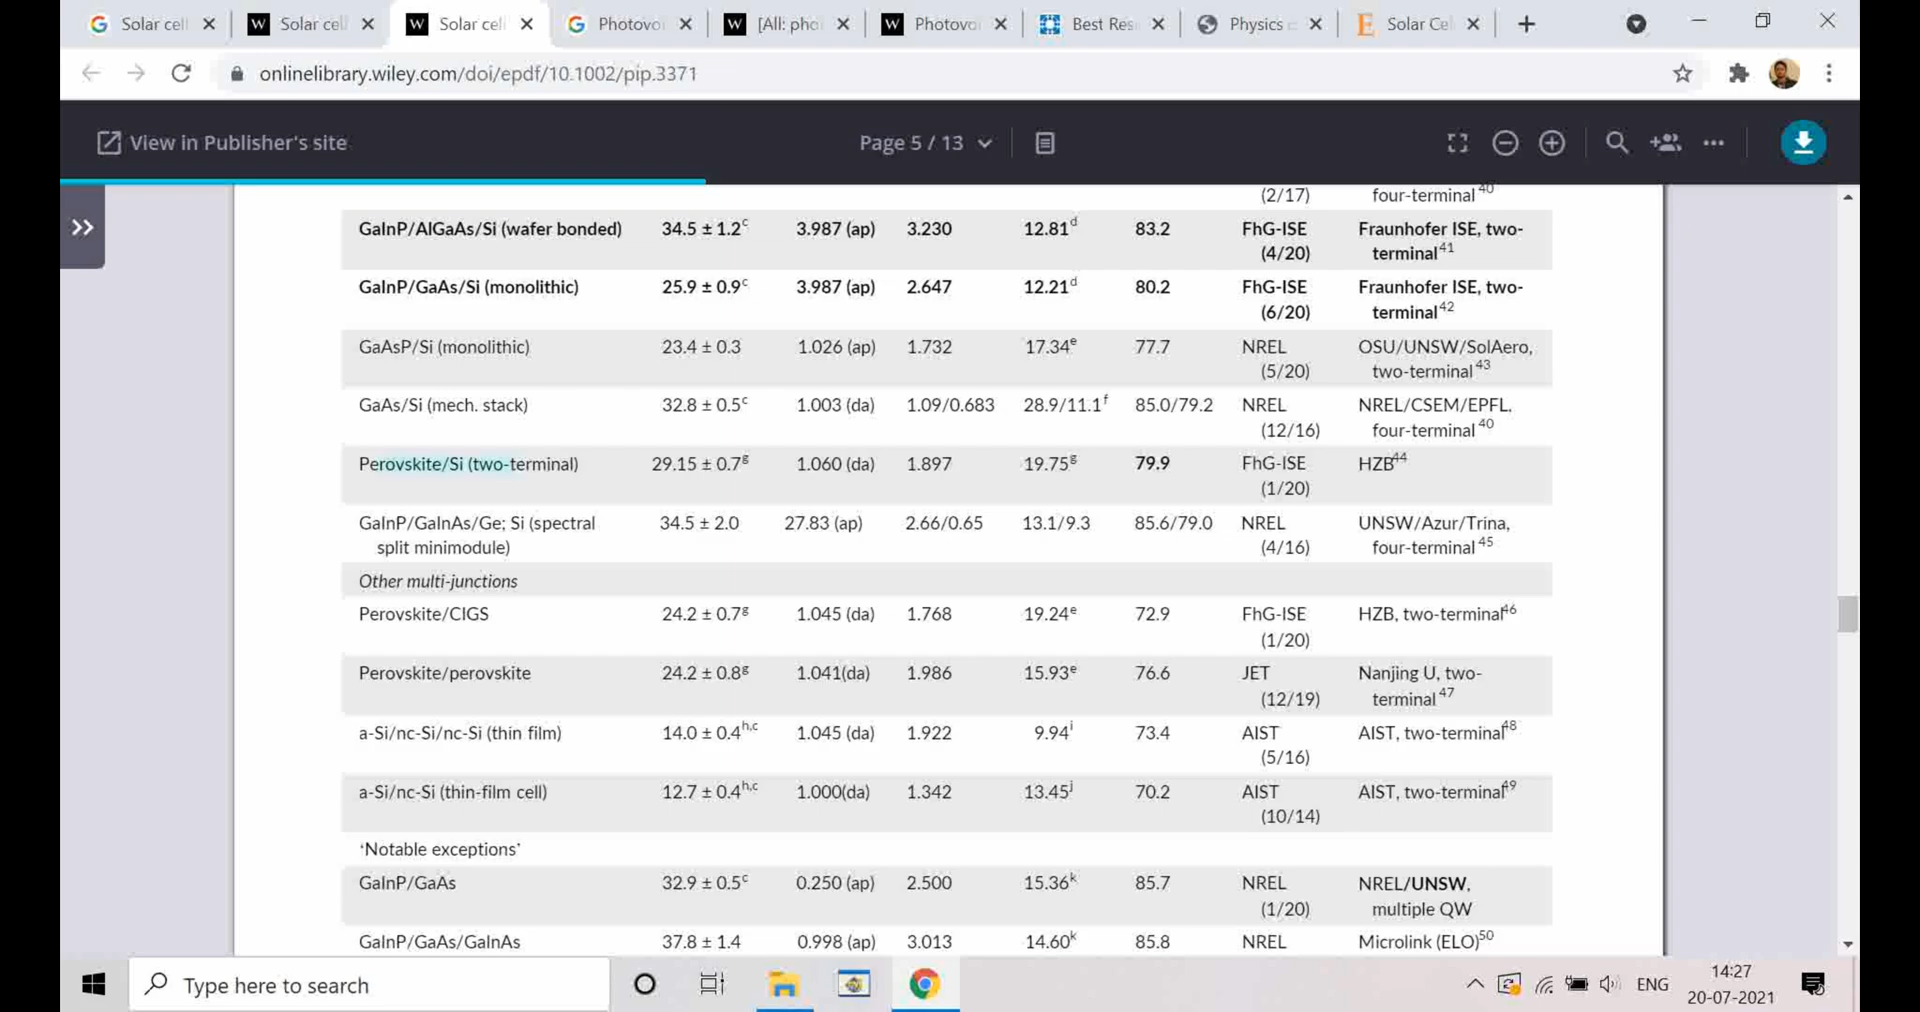 Solar cel
Solar cel
Solar cel
Photovo
[All: pho
Photovo
Best Res
Physics
Solar Ce
onlinelibrary.wiley.com/doi/epdf/10.1002/pip.3371
View in Publisher's site
Page 5 / 13
(2/17) four-terminal 40
GaInP/AlGaAs/Si (wafer bonded) 34.5 ± 1.2c 3.987 (ap) 3.230 12.81d 83.2 FhG-ISE Fraunhofer ISE, two-
(4/20) terminal41
GaInP/GaAs/Si (monolithic) 25.9 ± 0.9c 3.987 (ap) 2.647 12.21d 80.2 FhG-ISE Fraunhofer ISE, two-
(6/20) terminal42
GaAsP/Si (monolithic) 23.4 ± 0.3 1.026 (ap) 1.732 17.34e 77.7 NREL OSU/UNSW/SolAero,
(5/20) two-terminal 43
GaAs/Si (mech. stack) 32.8 ± 0.5c 1.003 (da) 1.09/0.683 28.9/11.1f 85.0/79.2 NREL NREL/CSEM/EPFL,
(12/16) four-terminal 40
Perovskite/Si (two-terminal) 29.15 ± 0.7g 1.060 (da) 1.897 19.75g 79.9 FhG-ISE HZB44
(1/20)
GaInP/GaInAs/Ge; Si (spectral 34.5 ± 2.0 27.83 (ap) 2.66/0.65 13.1/9.3 85.6/79.0 NREL UNSW/Azur/Trina,
split minimodule) (4/16) four-terminal 45
Other multi-junctions
Perovskite/CIGS 24.2 ± 0.7g 1.045 (da) 1.768 19.24e 72.9 FhG-ISE HZB, two-terminal46
(1/20)
Perovskite/perovskite 24.2 ± 0.8g 1.041(da) 1.986 15.93e 76.6 JET Nanjing U, two-
(12/19) terminal 47
a-Si/nc-Si/nc-Si (thin film) 14.0 ± 0.4h,c 1.045 (da) 1.922 9.94i 73.4 AIST AIST, two-terminal48
(5/16)
a-Si/nc-Si (thin-film cell) 12.7 ± 0.4h,c 1.000(da) 1.342 13.45j 70.2 AIST AIST, two-terminal49
(10/14)
‘Notable exceptions’
GaInP/GaAs 32.9 ± 0.5c 0.250 (ap) 2.500 15.36k 85.7 NREL NREL/UNSW,
(1/20) multiple QW
GaInP/GaAs/GaInAs 37.8 ± 1.4 0.998 (ap) 3.013 14.60k 85.8 NREL Microlink (ELO)50
Type here to search
ENG
14:27
20-07-2021